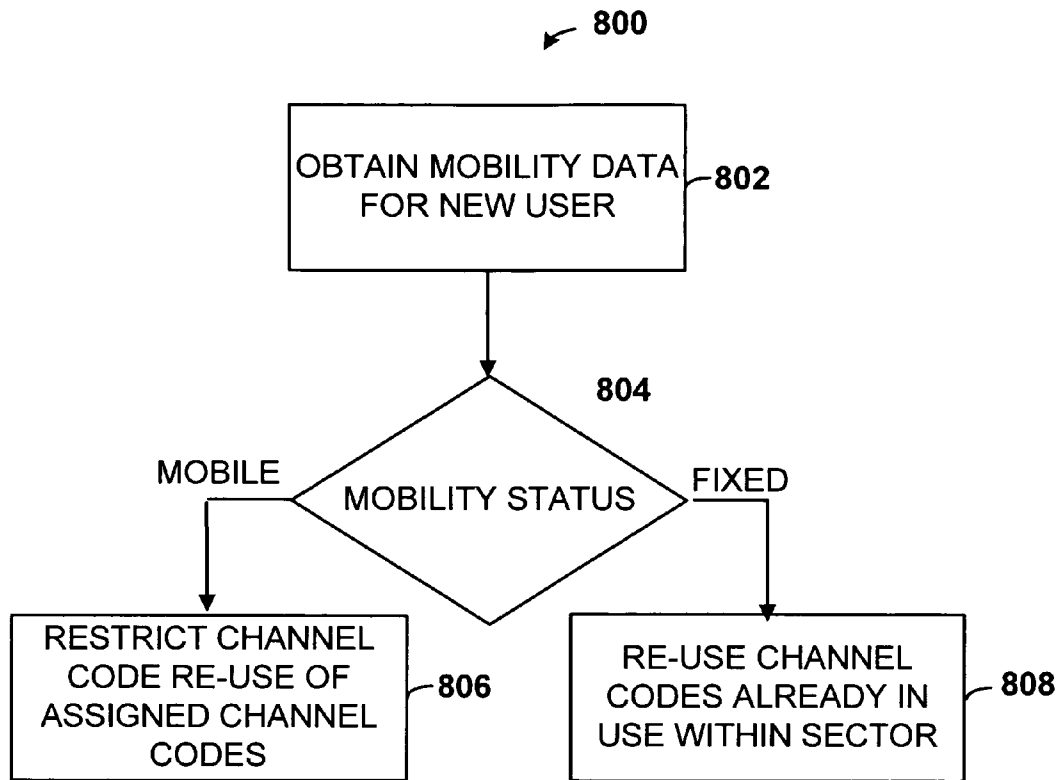 800
OBTAIN MOBILITY DATA
FOR NEW USER
802
804
MOBILE
MOBILITY STATUS
FIXED
RESTRICT CHANNEL
CODE RE-USE OF
ASSIGNED CHANNEL
CODES
806
RE-USE CHANNEL
CODES ALREADY IN
USE WITHIN SECTOR
808